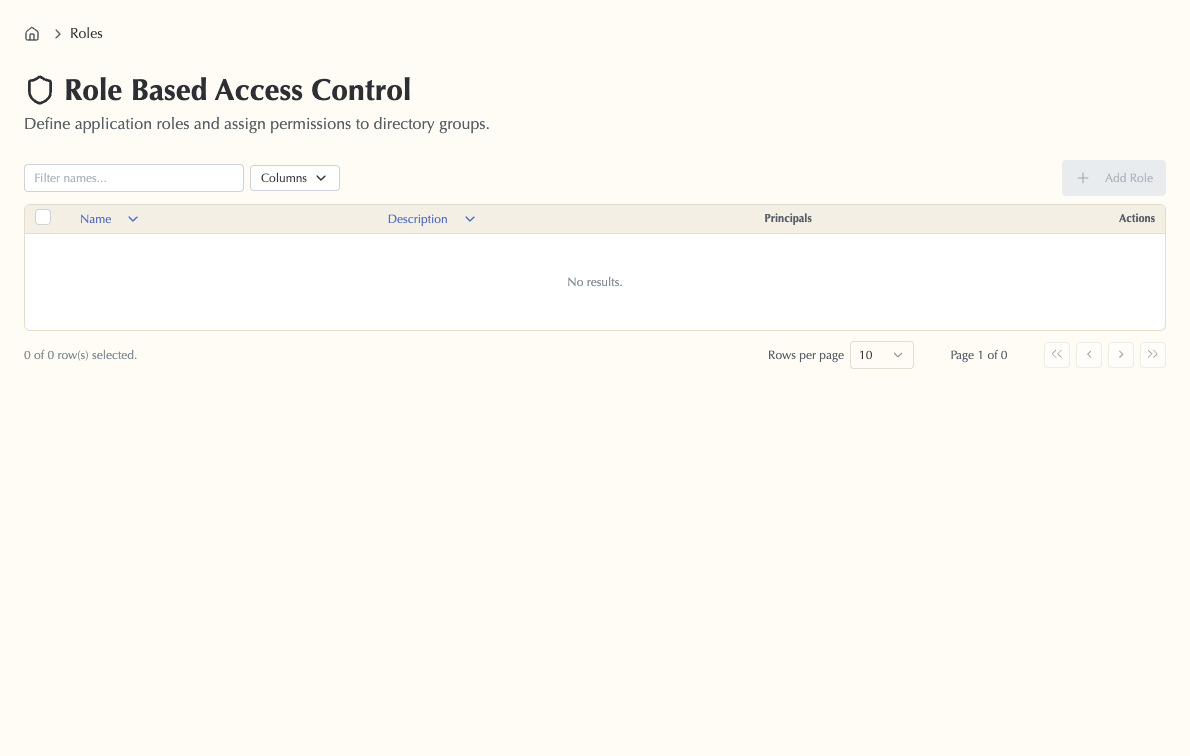 Roles
Role Based Access Control
Define application roles and assign permissions to directory groups.
Filter names...
Columns
Add Role
Name Description Principals Actions
No results.
0 of 0 row(s) selected.
Rows per page 10 Page 1 of 0